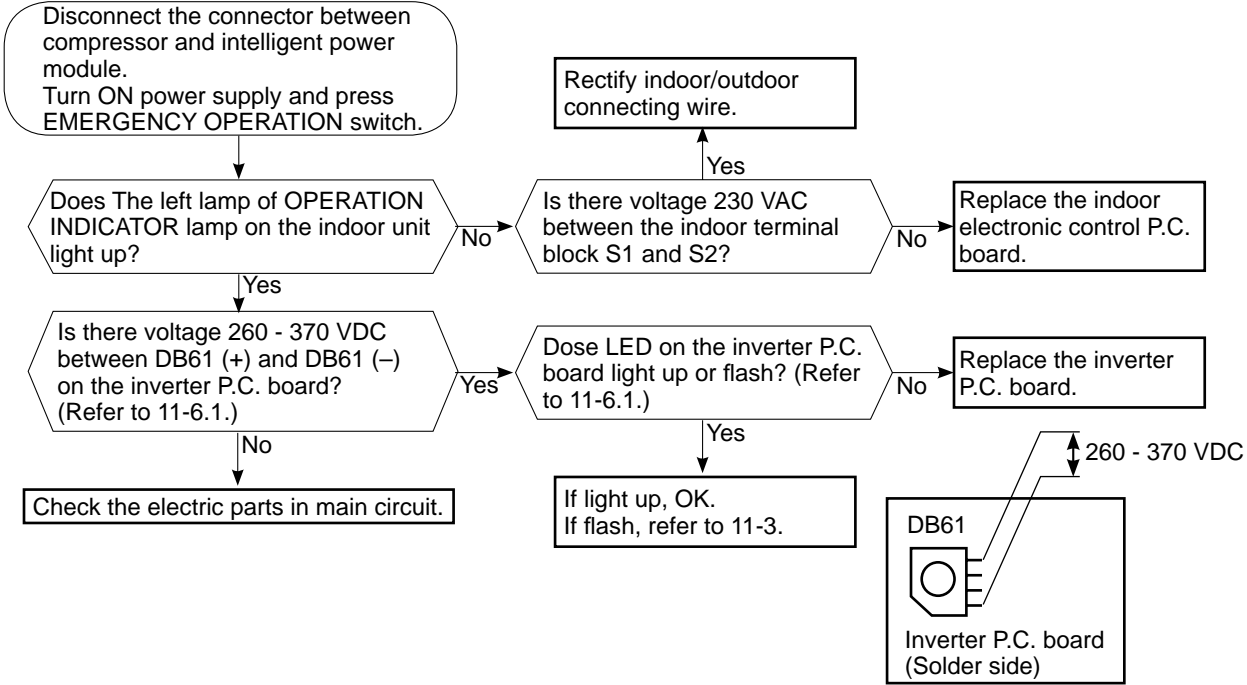 Disconnect the connector between
compressor and intelligent power
module.
Turn ON power supply and press
EMERGENCY OPERATION switch.
Rectify indoor/outdoor
connecting wire.
Yes
Does The left lamp of OPERATION
INDICATOR lamp on the indoor unit
light up?
No
Is there voltage 230 VAC
between the indoor terminal
block S1 and S2?
No
Replace the indoor
electronic control P.C.
board.
Yes
Is there voltage 260 - 370 VDC
between DB61 (+) and DB61 (–)
on the inverter P.C. board?
(Refer to 11-6.1.)
Yes
Dose LED on the inverter P.C.
board light up or flash? (Refer
to 11-6.1.)
No
Replace the inverter
P.C. board.
No
Yes
Check the electric parts in main circuit.
If light up, OK.
If flash, refer to 11-3.
260 - 370 VDC
DB61
Inverter P.C. board
(Solder side)